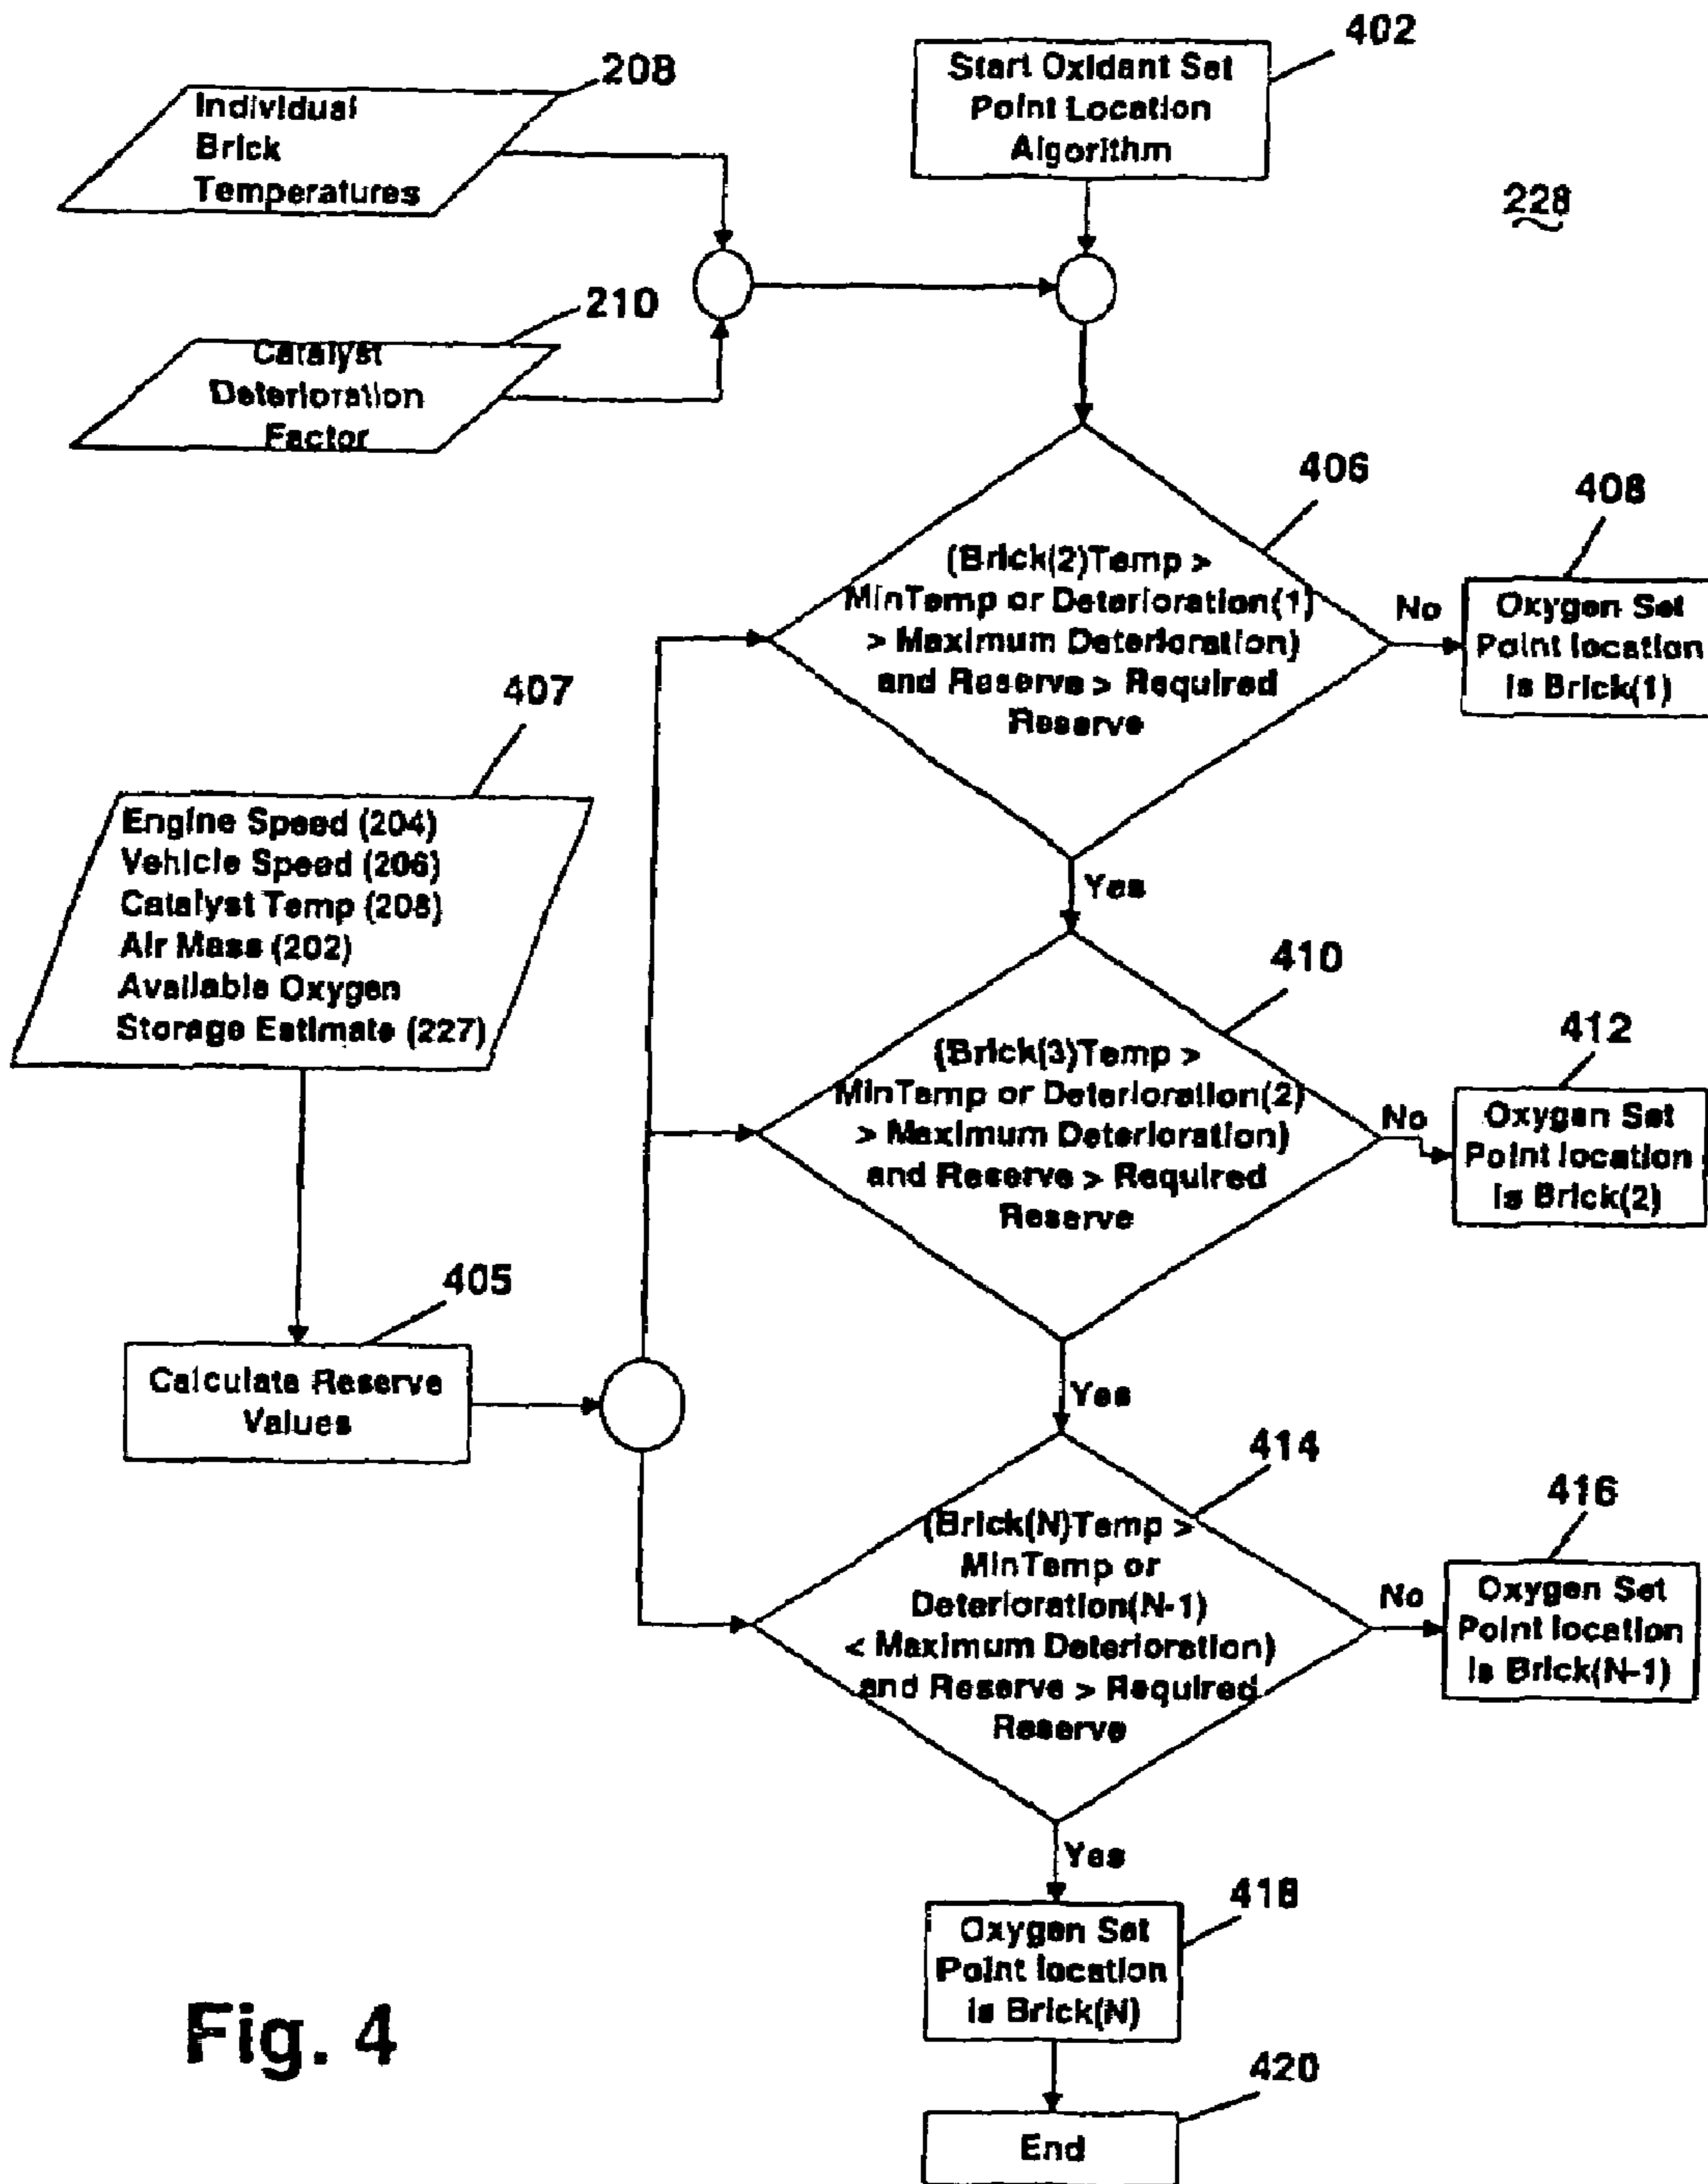 402
Start Oxidant Set
Point Location
Algorithm
208
Individual
Brick
Temperatures
228
210
Catalyst
Deterioration
Factor
406
(Brick(2)Temp >
MinTemp or Deterioration(1)
> Maximum Deterioration)
and Reserve > Required
Reserve
No
408
Oxygen Set
Point location
is Brick(1)
407
Engine Speed (204)
Vehicle Speed (206)
Catalyst Temp (208)
Air Mass (202)
Available Oxygen
Storage Estimate (227)
Yes
410
(Brick(3)Temp >
MinTemp or Deterioration(2)
> Maximum Deterioration)
and Reserve > Required
Reserve
No
412
Oxygen Set
Point location
is Brick(2)
405
Calculate Reserve
Values
Yes
414
(Brick(N)Temp >
MinTemp or
Deterioration(N-1)
< Maximum Deterioration)
and Reserve > Required
Reserve
No
416
Oxygen Set
Point location
is Brick(N-1)
Yes
418
Oxygen Set
Point location
is Brick(N)
420
End
Fig. 4